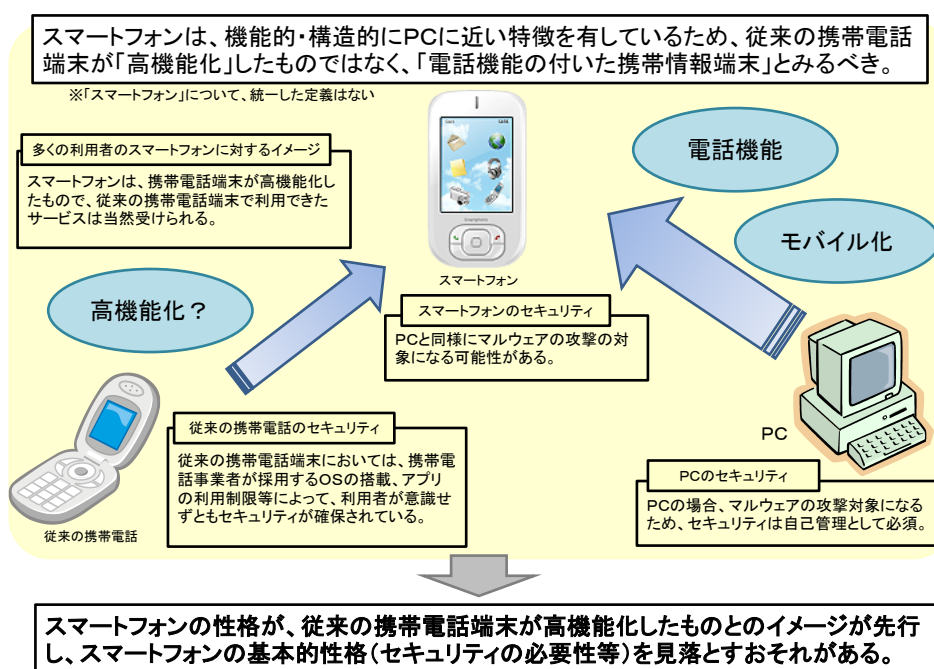 スマートフォンは、機能的・構造的にPCに近い特徴を有しているため、従来の携帯電話
端末が「高機能化」したものではなく、「電話機能の付いた携帯情報端末」とみるべき。
※「スマートフォン」について、統一した定義はない
多くの利用者のスマートフォンに対するイメージ
スマートフォンは、携帯電話端末が高機能化し
たもので、従来の携帯電話端末で利用できた
サービスは当然受けられる。
電話機能
モバイル化
スマートフォン
高機能化？
スマートフォンのセキュリティ
PCと同様にマルウェアの攻撃の対
象になる可能性がある。
従来の携帯電話のセキュリティ
従来の携帯電話端末においては、携帯電
話事業者が採用するOSの搭載、アプリ
の利用制限等によって、利用者が意識せ
ずともセキュリティが確保されている。
従来の携帯電話
PC
PCのセキュリティ
PCの場合、マルウェアの攻撃対象になる
ため、セキュリティは自己管理として必須。
スマートフォンの性格が、従来の携帯電話端末が高機能化したものとのイメージが先行
し、スマートフォンの基本的性格（セキュリティの必要性等）を見落とすおそれがある。